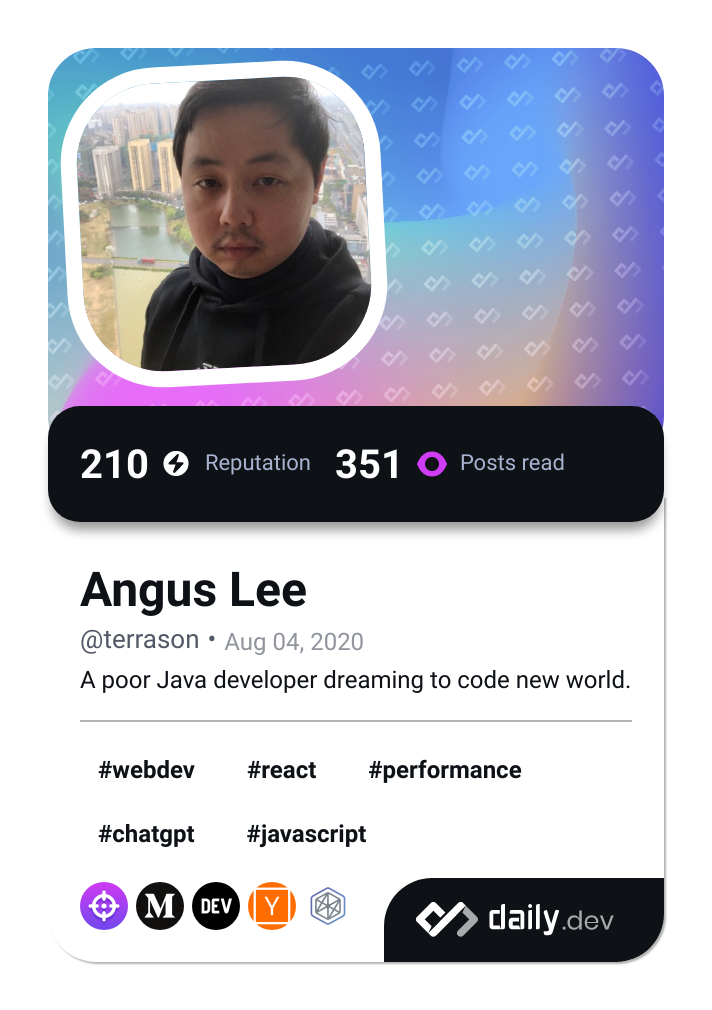 210 Reputation 351 Posts read
Angus Lee
@terrason • Aug 04, 2020
A poor Java developer dreaming to code new world.
#webdev #react #performance
#chatgpt #javascript
M DEV Y daily.dev